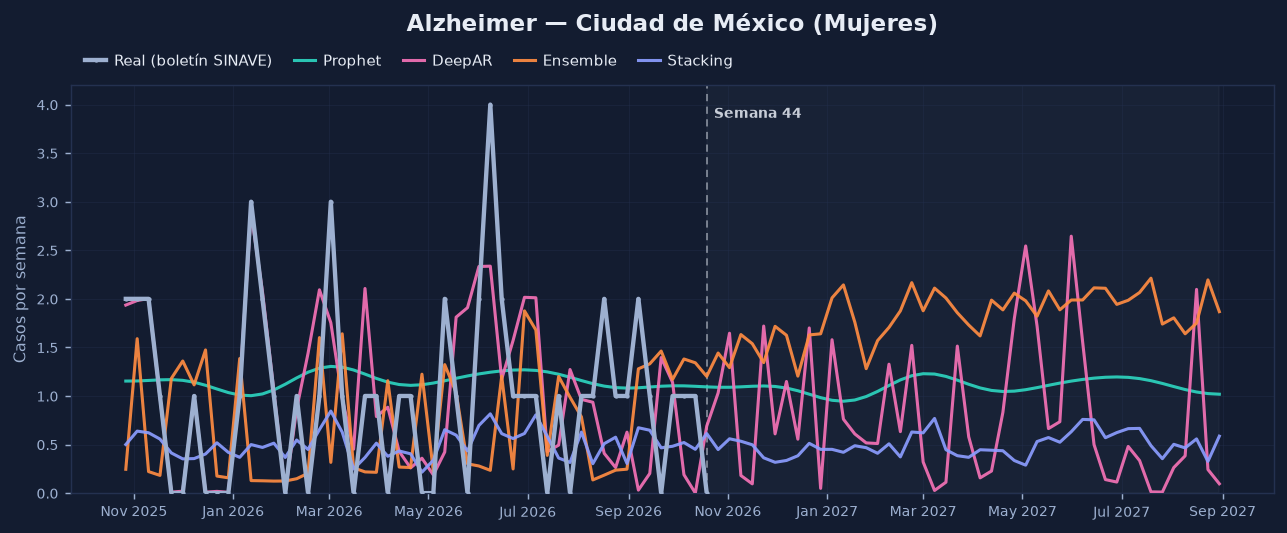 Alzheimer — Ciudad de México (Mujeres)
Real (boletín SINAVE)
Prophet
DeepAR
Ensemble
Stacking
Casos por semana
4.0
3.5
3.0
2.5
2.0
1.5
1.0
0.5
0.0
Semana 44
Nov 2025
Jan 2026
Mar 2026
May 2026
Jul 2026
Sep 2026
Nov 2026
Jan 2027
Mar 2027
May 2027
Jul 2027
Sep 2027